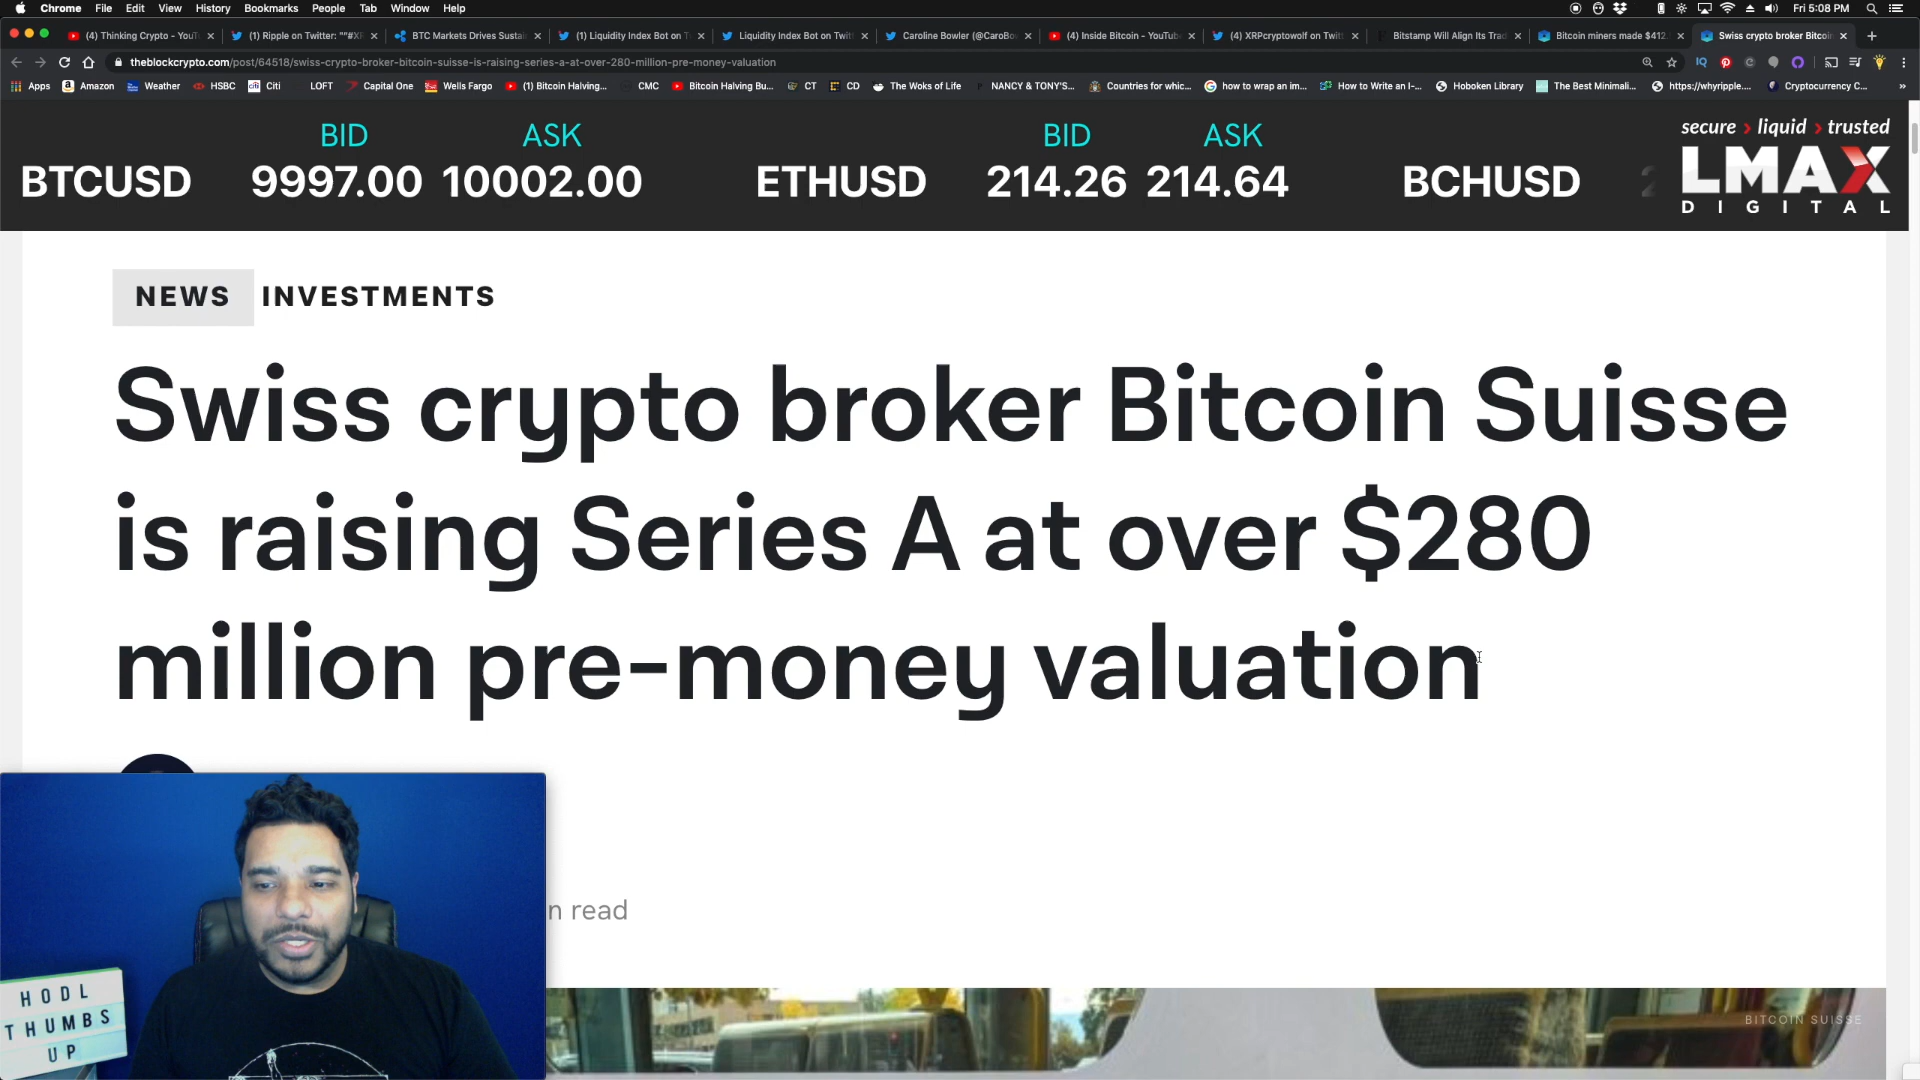 Chrome File Edit View History Bookmarks People Tab Window Help Fri 5:08 PM
(4) Thinking Crypto - YouTu (1) Ripple on Twitter: ""#XR BTC Markets Drives Sustai (1) Liquidity Index Bot on T Liquidity Index Bot on Twitt Caroline Bowler (@CaroBo (4) Inside Bitcoin - YouTub (4) XRPcryptowolf on Twitt Bitstamp Will Align Its Trad Bitcoin miners made $412 Swiss crypto broker Bitcoin
theblockcrypto.com/post/64518/swiss-crypto-broker-bitcoin-suisse-is-raising-series-a-at-over-280-million-pre-money-valuation
Apps Amazon Weather HSBC Citi LOFT Capital One Wells Fargo (1) Bitcoin Halving... CMC Bitcoin Halving Bu... CT CD The Woks of Life NANCY & TONY'S... Countries for whic... how to wrap an im... How to Write an I-... Hoboken Library The Best Minimali... https://whyripple.... Cryptocurrency C... »
BID ASK BID ASK
BTCUSD 9997.00 10002.00 ETHUSD 214.26 214.64 BCHUSD
secure › liquid › trusted
LMAX
DIGITAL
NEWS INVESTMENTS
Swiss crypto broker Bitcoin Suisse
is raising Series A at over $280
million pre-money valuation
n read
HODL
THUMBS
UP
BITCOIN SUISSE